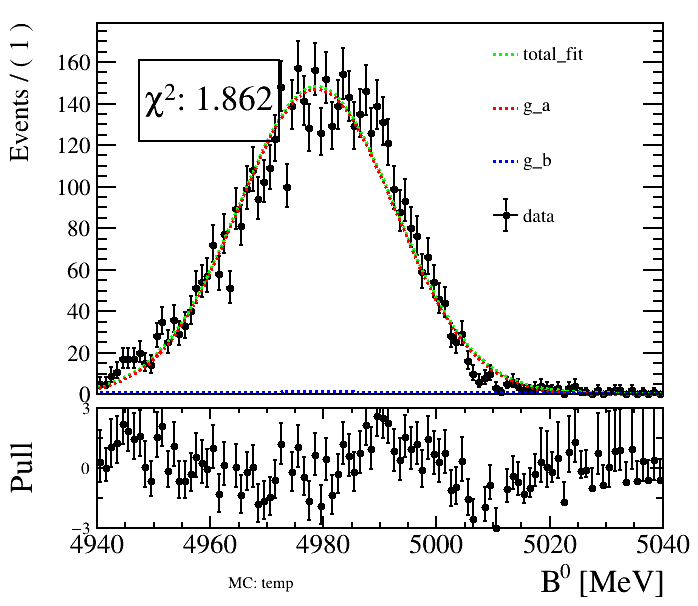 Events / ( 1 )
160
140
120
100
80
60
40
20
0
χ²: 1.862
total_fit
g_a
g_b
data
Pull
3
0
−3
4940 4960 4980 5000 5020 5040
MC: temp
B⁰ [MeV]